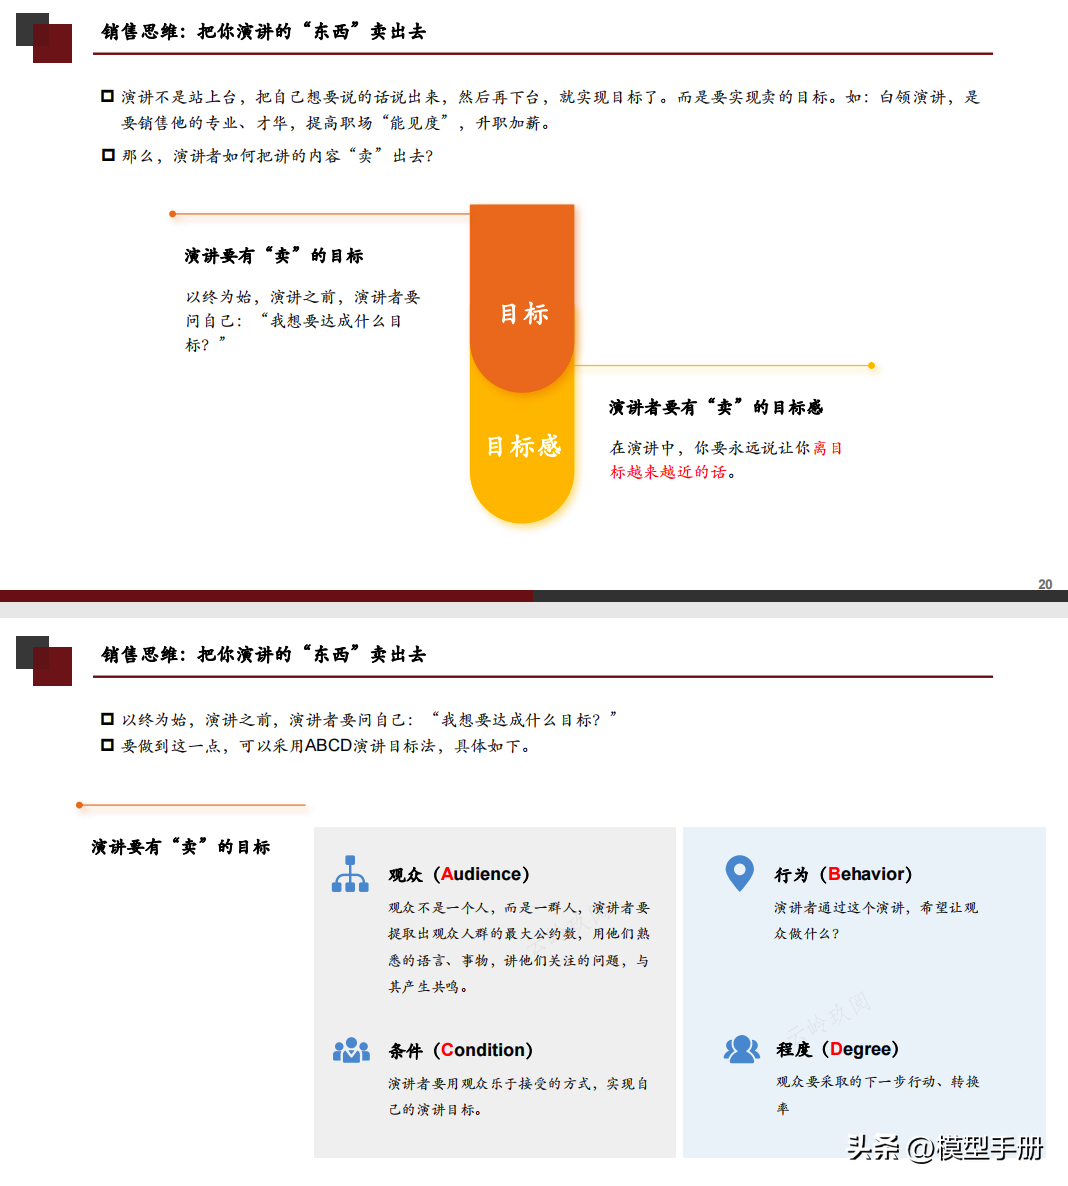 销售思维：把你演讲的“东西”卖出去
演讲不是站上台，把自己想要说的话说出来，然后再下台，就实现目标了。而是要实现卖的目标。如：白领演讲，是
要销售他的专业、才华，提高职场“能见度”，升职加薪。
那么，演讲者如何把讲的内容“卖”出去？
演讲要有“卖”的目标
以终为始，演讲之前，演讲者要
问自己：“我想要达成什么目
标？”
目标
目标感
演讲者要有“卖”的目标感
在演讲中，你要永远说让你离目
标越来越近的话。
20
销售思维：把你演讲的“东西”卖出去
以终为始，演讲之前，演讲者要问自己：“我想要达成什么目标？”
要做到这一点，可以采用ABCD演讲目标法，具体如下。
演讲要有“卖”的目标
观众（Audience）
观众不是一个人，而是一群人，演讲者要
提取出观众人群的最大公约数，用他们熟
悉的语言、事物，讲他们关注的问题，与
其产生共鸣。
行为（Behavior）
演讲者通过这个演讲，希望让观
众做什么？
条件（Condition）
演讲者要用观众乐于接受的方式，实现自
己的演讲目标。
程度（Degree）
观众要采取的下一步行动、转换
率
头条 @模型手册